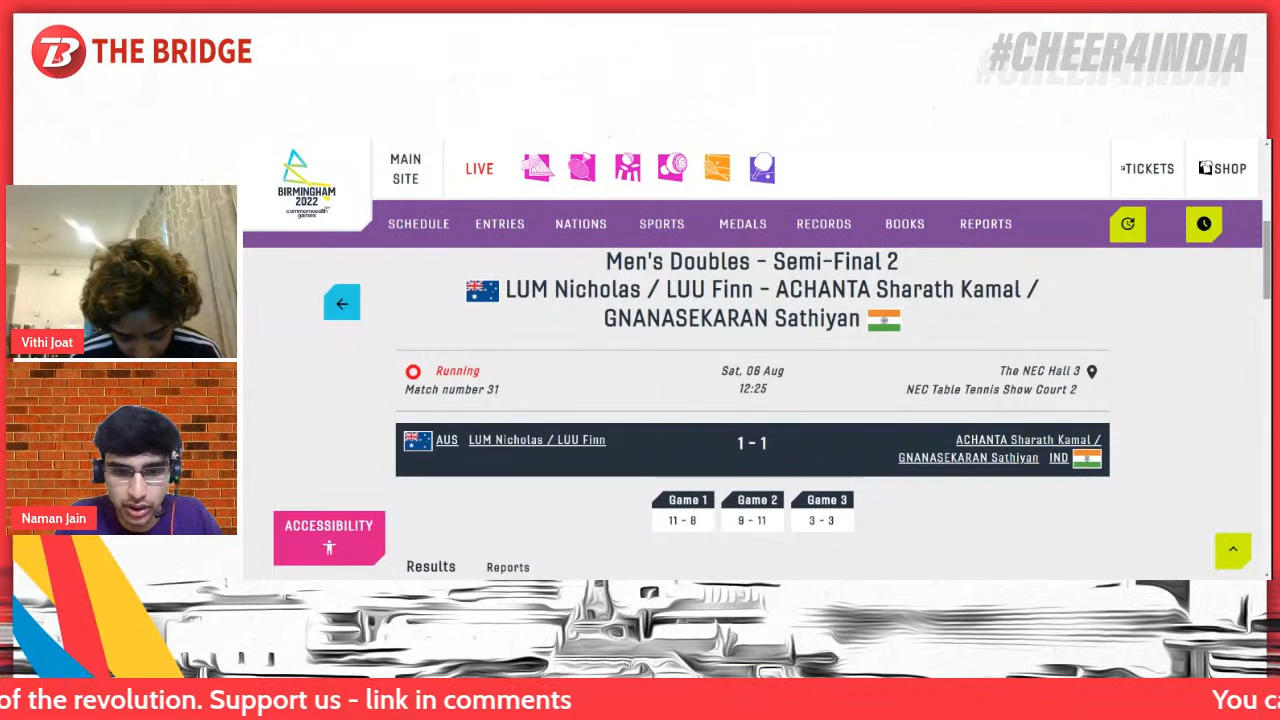 THE BRIDGE
#CHEER4INDIA
BIRMINGHAM
2022
commonwealth
games
MAIN
SITE
LIVE
TICKETS
SHOP
SCHEDULE ENTRIES NATIONS SPORTS MEDALS RECORDS BOOKS REPORTS
Men's Doubles - Semi-Final 2
LUM Nicholas / LUU Finn - ACHANTA Sharath Kamal /
GNANASEKARAN Sathiyan
Running
Match number 31
Sat, 06 Aug
12:25
The NEC Hall 3
NEC Table Tennis Show Court 2
AUS LUM Nicholas / LUU Finn
1 - 1
ACHANTA Sharath Kamal /
GNANASEKARAN Sathiyan IND
Game 1 Game 2 Game 3
11 - 8 9 - 11 3 - 3
Vithi Joat
Naman Jain
ACCESSIBILITY
Results Reports
of the revolution. Support us - link in comments
You ca